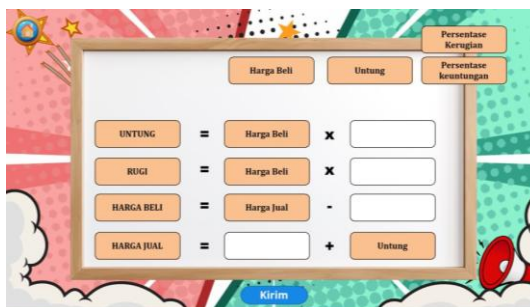 Persentase
Kerugian
Harga Beli Untung Persentase
keuntungan
UNTUNG = Harga Beli x
RUGI = Harga Beli x
HARGA BELI = Harga Jual -
HARGA JUAL = + Untung
Kirim